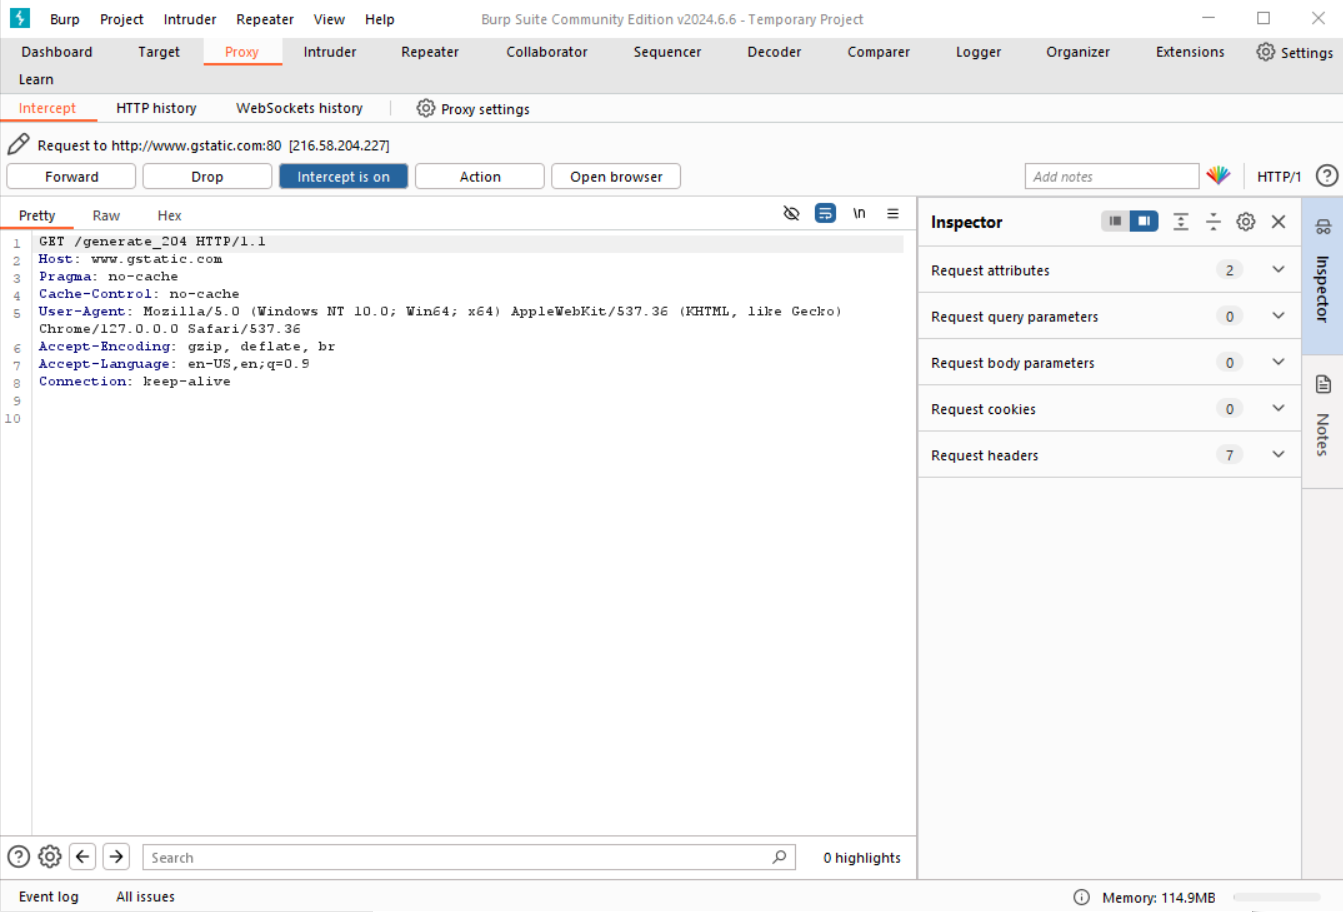 Burp Project Intruder Repeater View Help Burp Suite Community Edition v2024.6.6 - Temporary Project
Dashboard Target Proxy Intruder Repeater Collaborator Sequencer Decoder Comparer Logger Organizer Extensions Settings
Learn
Intercept HTTP history WebSockets history Proxy settings
Request to http://www.gstatic.com:80 [216.58.204.227]
Forward Drop Intercept is on Action Open browser Add notes HTTP/1 ?
Pretty Raw Hex \n
1 GET /generate_204 HTTP/1.1
2 Host: www.gstatic.com
3 Pragma: no-cache
4 Cache-Control: no-cache
5 User-Agent: Mozilla/5.0 (Windows NT 10.0; Win64; x64) AppleWebKit/537.36 (KHTML, like Gecko)
Chrome/127.0.0.0 Safari/537.36
6 Accept-Encoding: gzip, deflate, br
7 Accept-Language: en-US,en;q=0.9
8 Connection: keep-alive
9
10
Inspector
Request attributes 2
Request query parameters 0
Request body parameters 0
Request cookies 0
Request headers 7
Inspector
Notes
? Search 0 highlights
Event log All issues Memory: 114.9MB